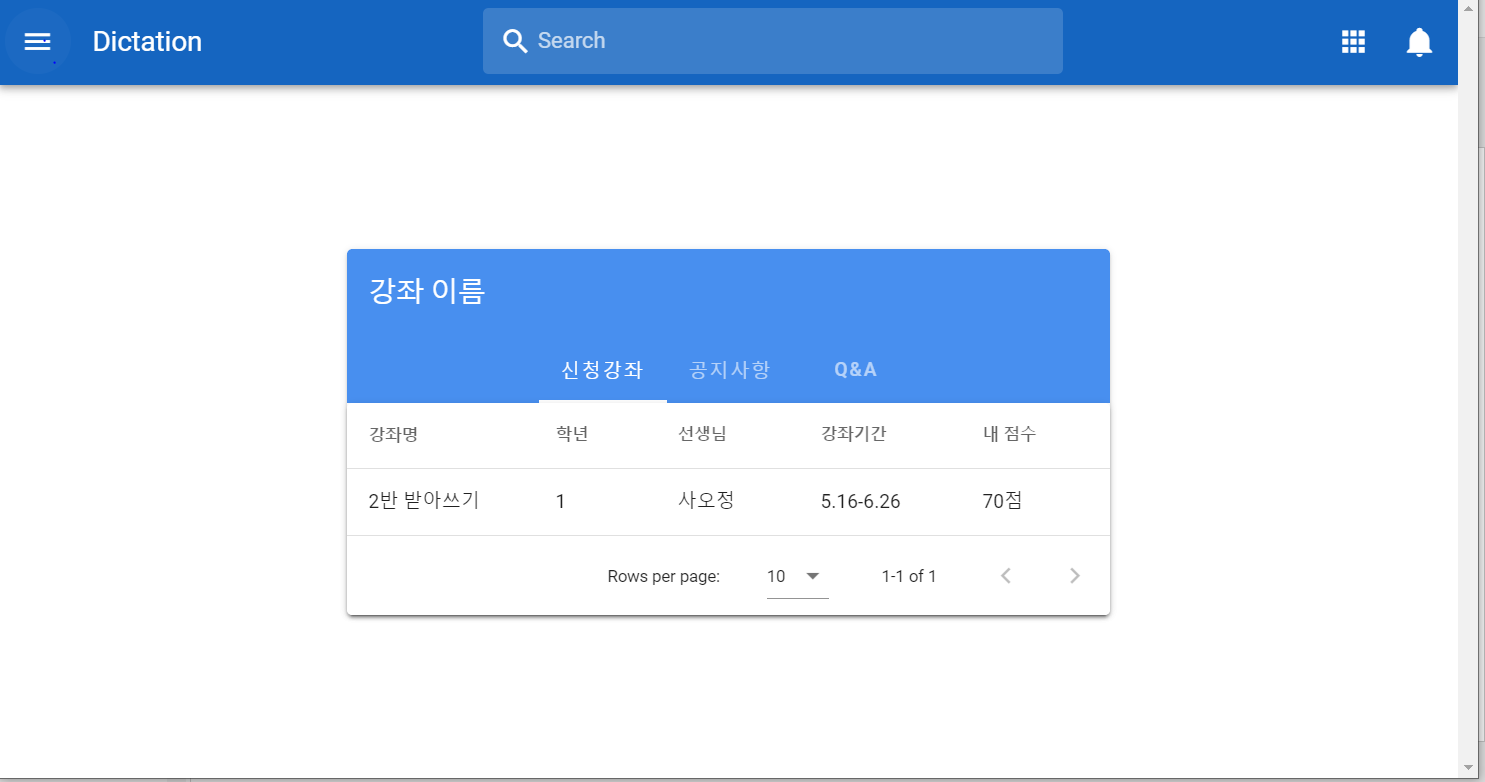 Dictation
Search
강좌 이름
신청강좌 공지사항 Q&A
강좌명 학년 선생님 강좌기간 내 점수
2반 받아쓰기 1 사오정 5.16-6.26 70점
Rows per page: 10 1-1 of 1